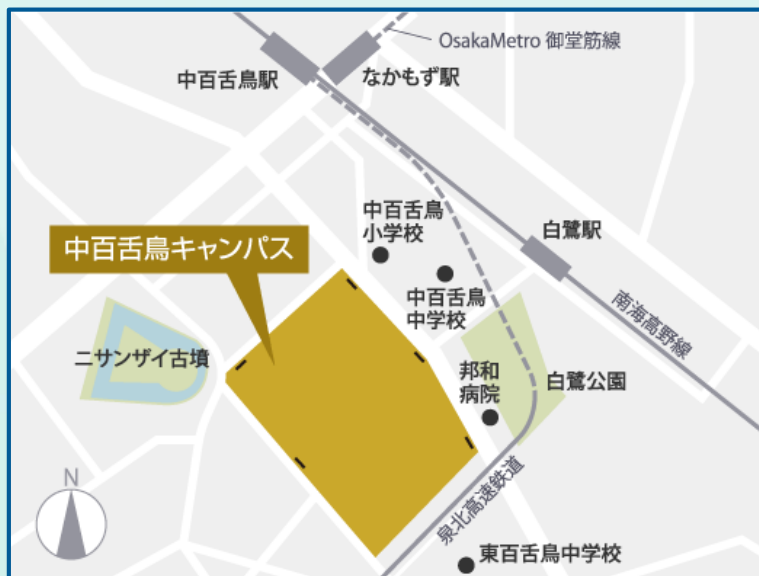 OsakaMetro 御堂筋線
中百舌鳥駅
なかもず駅
中百舌鳥
小学校
白鷺駅
中百舌鳥キャンパス
中百舌鳥
中学校
南海高野線
ニサンザイ古墳
邦和
病院
白鷺公園
泉北高速鉄道
N
東百舌鳥中学校